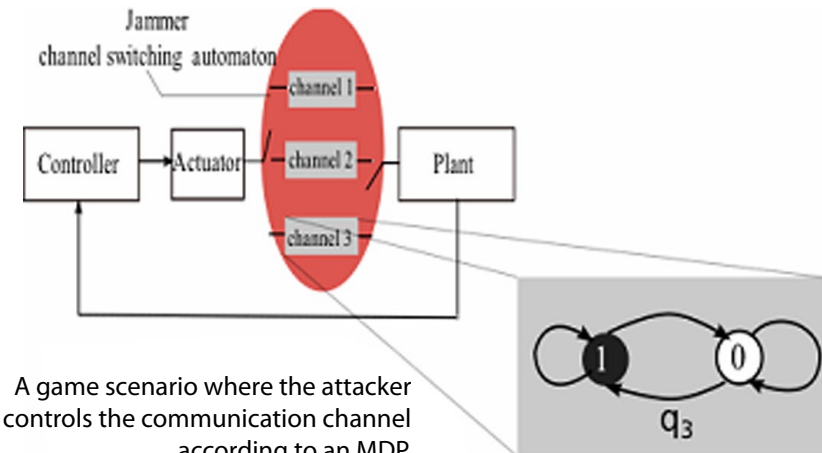 Jammer
channel switching automaton
channel 1
Controller
Actuator
channel 2
Plant
channel 3
1
0
q3
A game scenario where the attacker
controls the communication channel
according to an MDP